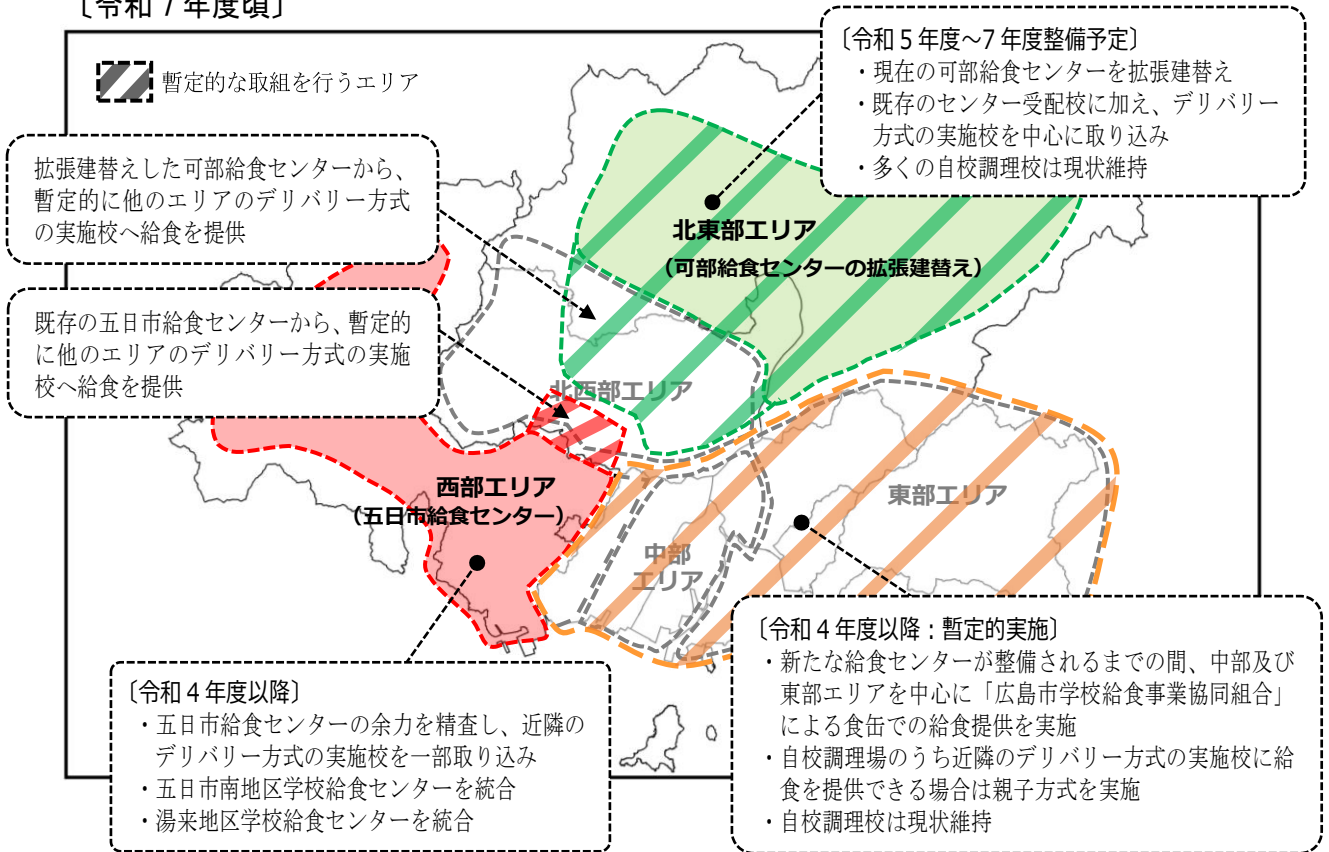 〔令和７年度頃〕
暫定的な取組を行うエリア
〔令和５年度～７年度整備予定〕
・現在の可部給食センターを拡張建替え
・既存のセンター受配校に加え、デリバリー
方式の実施校を中心に取り込み
・多くの自校調理校は現状維持
拡張建替えした可部給食センターから、
暫定的に他のエリアのデリバリー方式
の実施校へ給食を提供
北東部エリア
（可部給食センターの拡張建替え）
既存の五日市給食センターから、暫定的
に他のエリアのデリバリー方式の実施
校へ給食を提供
北西部エリア
西部エリア
（五日市給食センター）
東部エリア
中部
エリア
〔令和４年度以降〕
・五日市給食センターの余力を精査し、近隣の
デリバリー方式の実施校を一部取り込み
・五日市南地区学校給食センターを統合
・湯来地区学校給食センターを統合
〔令和４年度以降：暫定的実施〕
・新たな給食センターが整備されるまでの間、中部及び
東部エリアを中心に「広島市学校給食事業協同組合」
による食缶での給食提供を実施
・自校調理場のうち近隣のデリバリー方式の実施校に給
食を提供できる場合は親子方式を実施
・自校調理校は現状維持